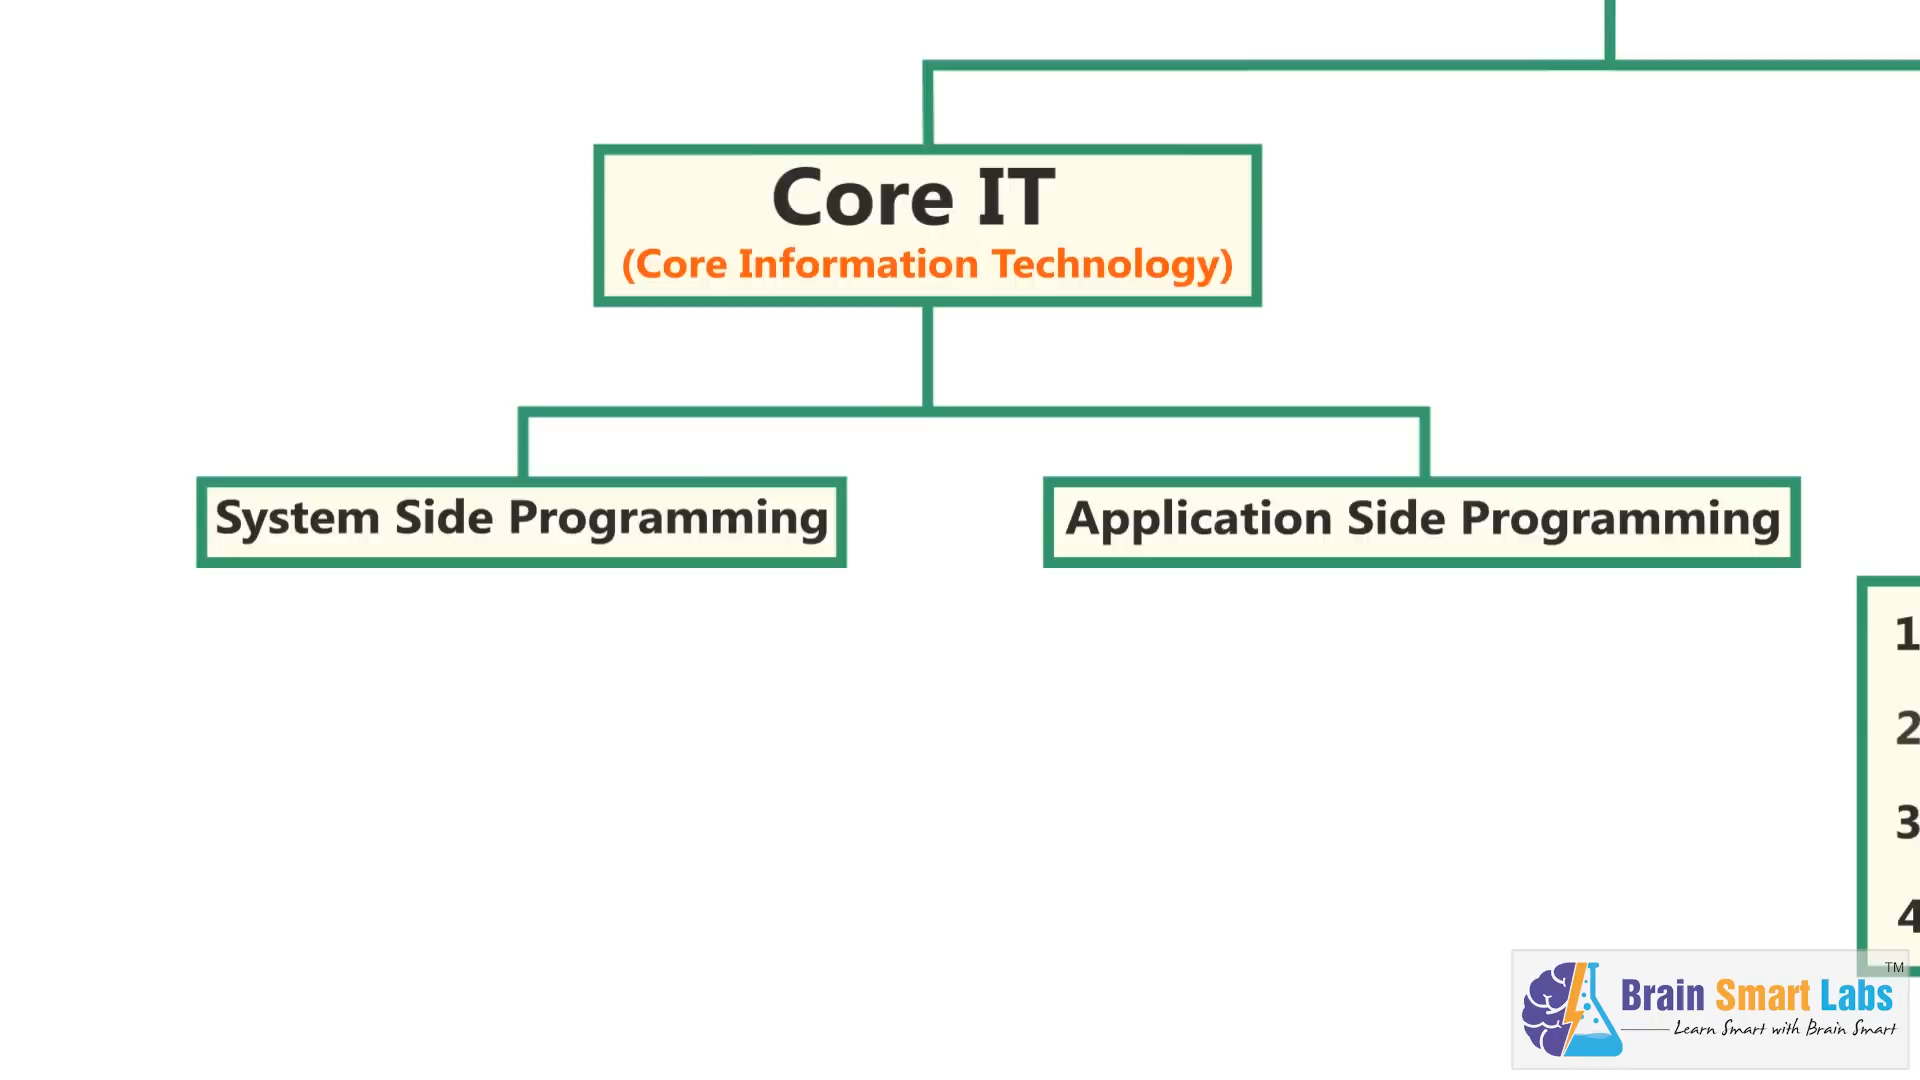 Core IT
(Core Information Technology)
System Side Programming
Application Side Programming
1
2
3
4
Brain Smart Labs TM
Learn Smart with Brain Smart